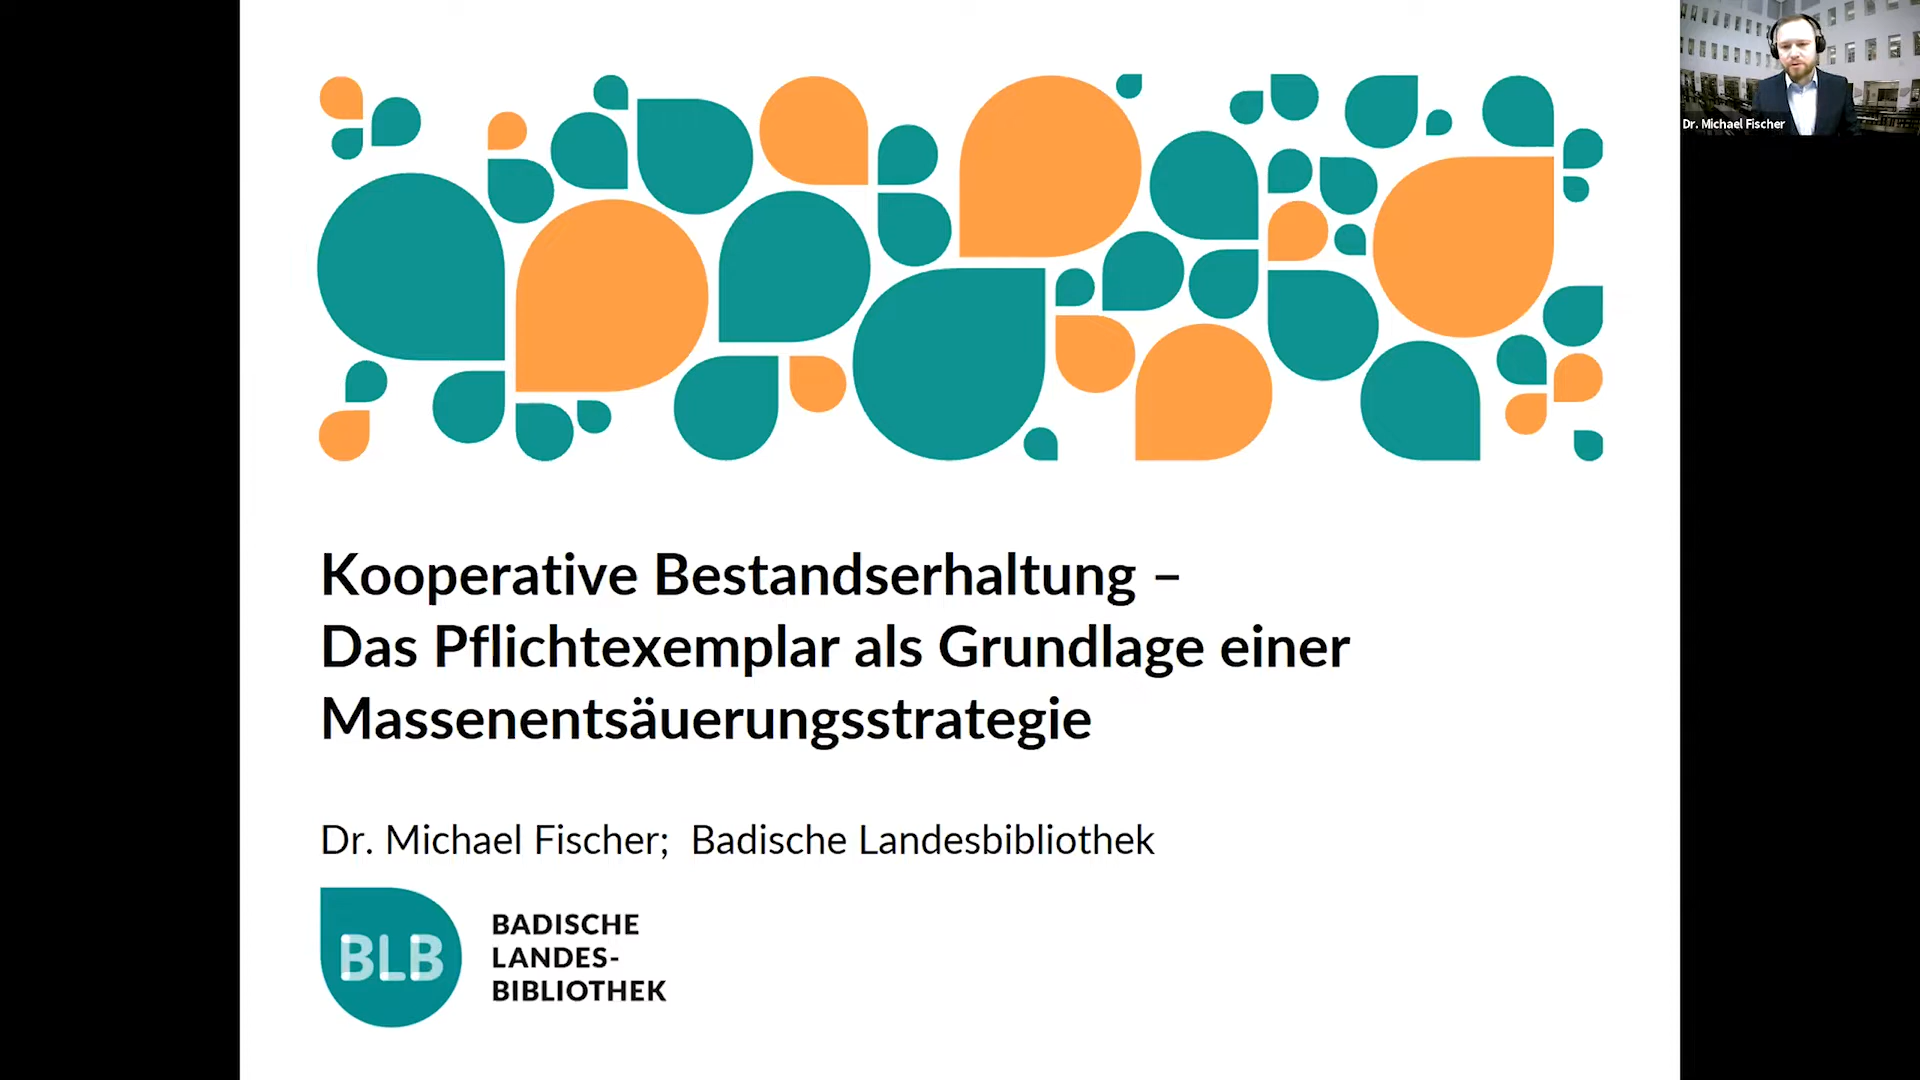 Dr. Michael Fischer
Kooperative Bestandserhaltung –
Das Pflichtexemplar als Grundlage einer
Massenentsäuerungsstrategie
Dr. Michael Fischer; Badische Landesbibliothek
BLB
BADISCHE
LANDES-
BIBLIOTHEK